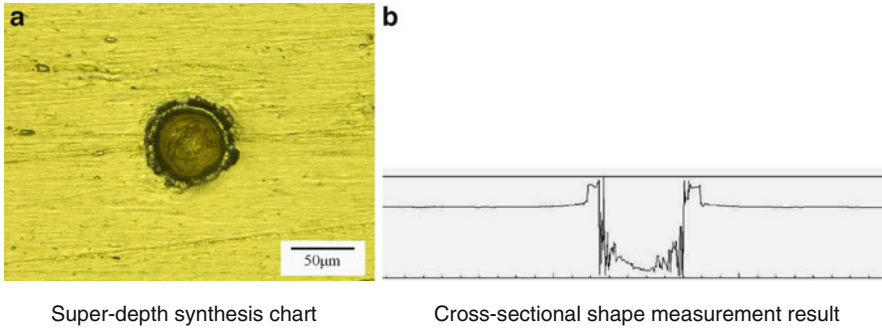 a
b
50μm
Super-depth synthesis chart
Cross-sectional shape measurement result